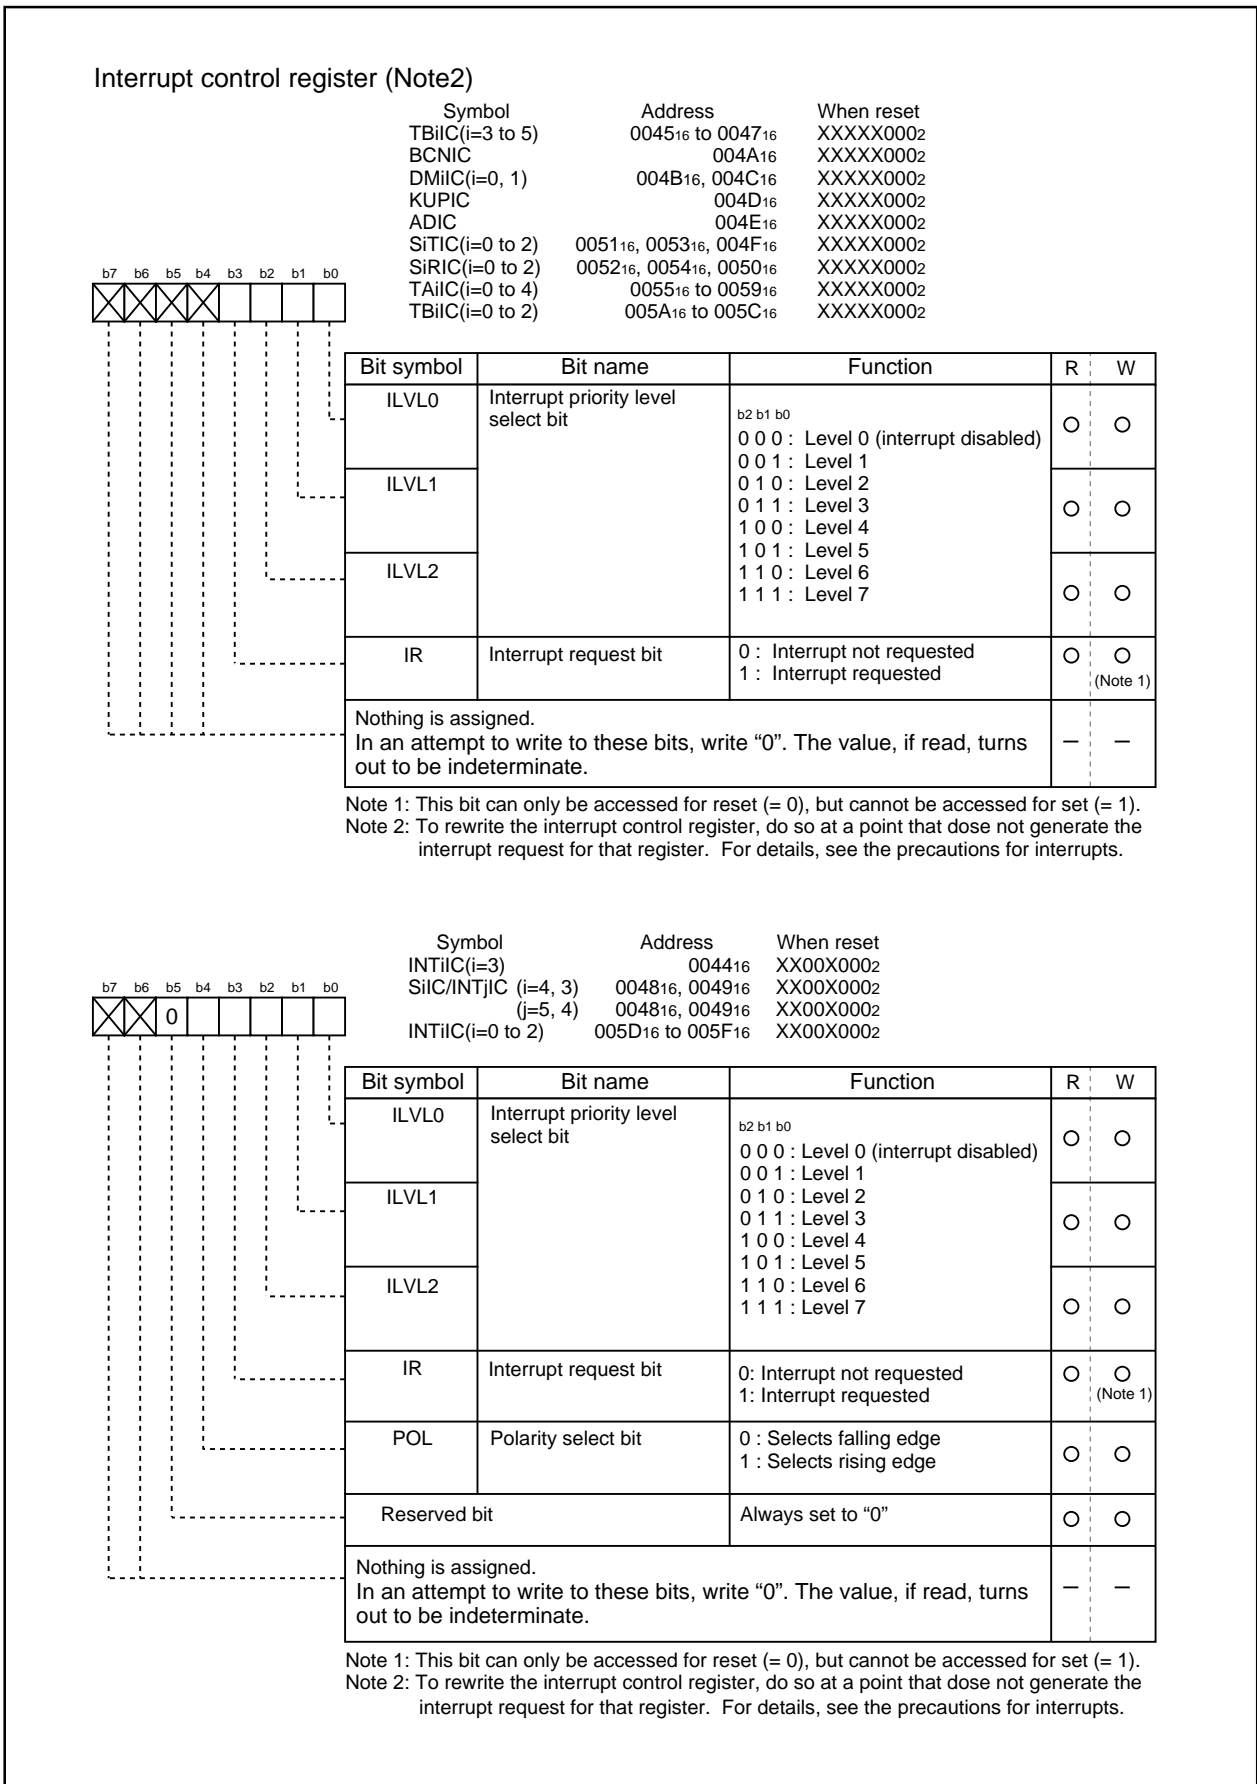 Interrupt control register (Note2)
Symbol Address When reset
TBiIC(i=3 to 5) 004516 to 004716 XXXXX0002
BCNIC 004A16 XXXXX0002
DMiIC(i=0, 1) 004B16, 004C16 XXXXX0002
KUPIC 004D16 XXXXX0002
ADIC 004E16 XXXXX0002
SiTIC(i=0 to 2) 005116, 005316, 004F16 XXXXX0002
SiRIC(i=0 to 2) 005216, 005416, 005016 XXXXX0002
TAiIC(i=0 to 4) 005516 to 005916 XXXXX0002
TBiIC(i=0 to 2) 005A16 to 005C16 XXXXX0002
b7 b6 b5 b4 b3 b2 b1 b0
Bit symbol Bit name Function R W
ILVL0 Interrupt priority level
select bit
b2 b1 b0
0 0 0 : Level 0 (interrupt disabled)
0 0 1 : Level 1
ILVL1 0 1 0 : Level 2
0 1 1 : Level 3
1 0 0 : Level 4
1 0 1 : Level 5
ILVL2 1 1 0 : Level 6
1 1 1 : Level 7
IR Interrupt request bit 0 : Interrupt not requested
1 : Interrupt requested
(Note 1)
Nothing is assigned.
In an attempt to write to these bits, write “0”. The value, if read, turns
out to be indeterminate.
– –
Note 1: This bit can only be accessed for reset (= 0), but cannot be accessed for set (= 1).
Note 2: To rewrite the interrupt control register, do so at a point that dose not generate the
interrupt request for that register. For details, see the precautions for interrupts.
Symbol Address When reset
INTiIC(i=3) 004416 XX00X0002
SiIC/INTjIC (i=4, 3) 004816, 004916 XX00X0002
(j=5, 4) 004816, 004916 XX00X0002
INTiIC(i=0 to 2) 005D16 to 005F16 XX00X0002
b7 b6 b5 b4 b3 b2 b1 b0
0
Bit symbol Bit name Function R W
ILVL0 Interrupt priority level
select bit
b2 b1 b0
0 0 0 : Level 0 (interrupt disabled)
0 0 1 : Level 1
ILVL1 0 1 0 : Level 2
0 1 1 : Level 3
1 0 0 : Level 4
1 0 1 : Level 5
ILVL2 1 1 0 : Level 6
1 1 1 : Level 7
IR Interrupt request bit 0: Interrupt not requested
1: Interrupt requested
(Note 1)
POL Polarity select bit 0 : Selects falling edge
1 : Selects rising edge
Reserved bit Always set to “0”
Nothing is assigned.
In an attempt to write to these bits, write “0”. The value, if read, turns
out to be indeterminate.
– –
Note 1: This bit can only be accessed for reset (= 0), but cannot be accessed for set (= 1).
Note 2: To rewrite the interrupt control register, do so at a point that dose not generate the
interrupt request for that register. For details, see the precautions for interrupts.